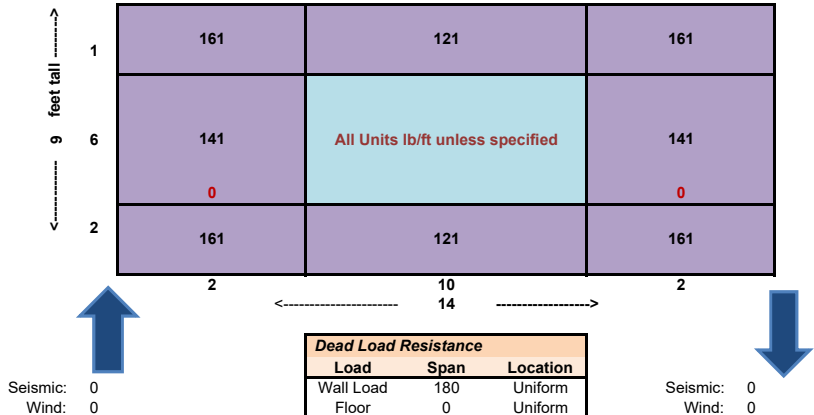 161 121 161
1
<---------- 9 feet tall ------->
6 141 All Units lb/ft unless specified 141
0 0
2 161 121 161
2 10 2
<---------------------- 14 ----------------->
Dead Load Resistance
Load Span Location
Seismic: 0 Wall Load 180 Uniform Seismic: 0
Wind: 0 Floor 0 Uniform Wind: 0